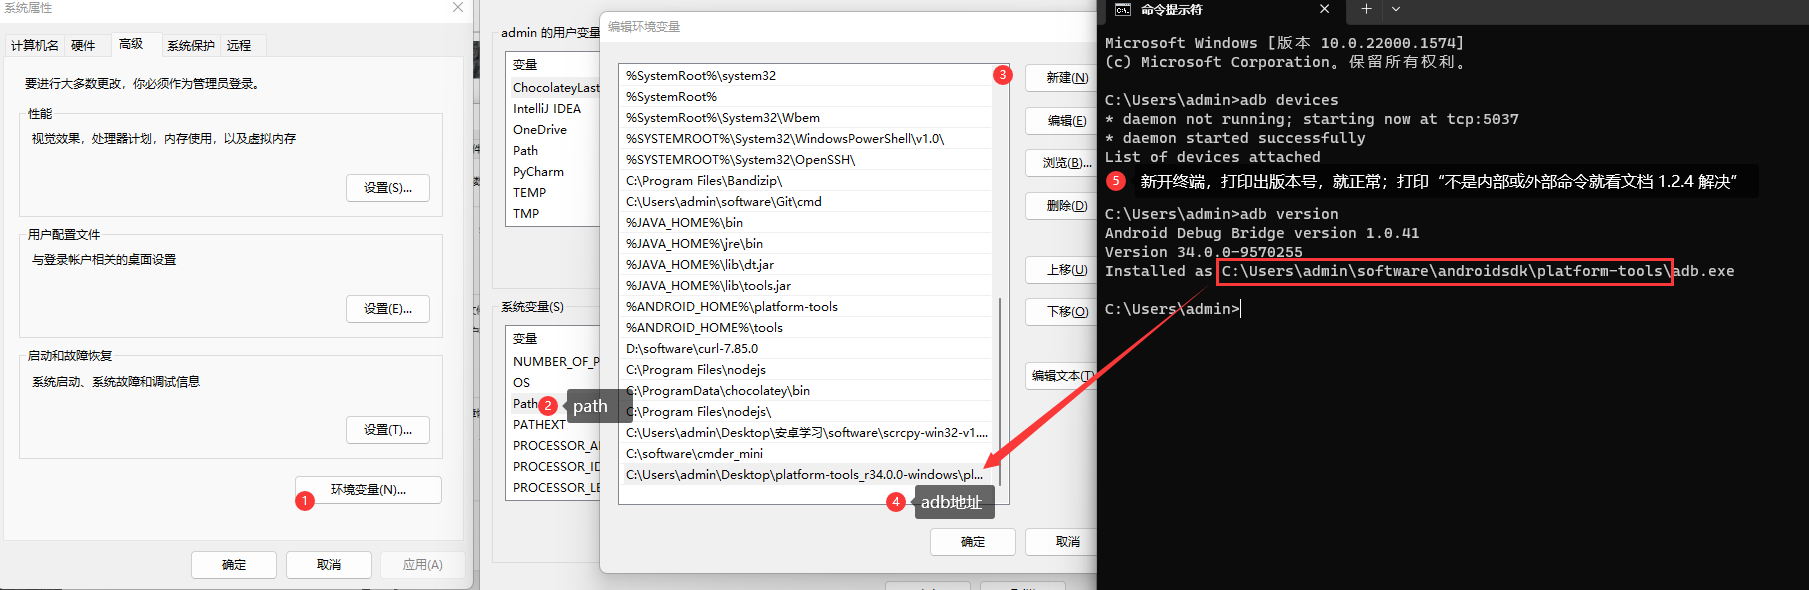 系统属性
计算机名
硬件
高级
系统保护
远程
要进行大多数更改，你必须作为管理员登录。
性能
视觉效果，处理器计划，内存使用，以及虚拟内存
设置(S)...
用户配置文件
与登录帐户相关的桌面设置
设置(E)...
启动和故障恢复
系统启动、系统故障和调试信息
设置(T)...
1
环境变量(N)...
确定
取消
应用(A)
admin 的用户变量
变量
ChocolateyLast
IntelliJ IDEA
OneDrive
Path
PyCharm
TEMP
TMP
系统变量(S)
变量
NUMBER_OF_P
OS
Path
2
path
PATHEXT
PROCESSOR_A
PROCESSOR_ID
PROCESSOR_LE
编辑环境变量
%SystemRoot%\system32
%SystemRoot%
%SystemRoot%\System32\Wbem
%SYSTEMROOT%\System32\WindowsPowerShell\v1.0\
%SYSTEMROOT%\System32\OpenSSH\
C:\Program Files\Bandizip\
C:\Users\admin\software\Git\cmd
%JAVA_HOME%\bin
%JAVA_HOME%\jre\bin
%JAVA_HOME%\lib\dt.jar
%JAVA_HOME%\lib\tools.jar
%ANDROID_HOME%\platform-tools
%ANDROID_HOME%\tools
D:\software\curl-7.85.0
C:\Program Files\nodejs
C:\ProgramData\chocolatey\bin
C:\Program Files\nodejs\
C:\Users\admin\Desktop\安卓学习\software\scrcpy-win32-v1....
C:\software\cmder_mini
C:\Users\admin\Desktop\platform-tools_r34.0.0-windows\pl...
4
adb地址
3
新建(N)
编辑(E)
浏览(B)...
删除(D)
上移(U)
下移(O)
编辑文本(T)
确定
取消
命令提示符
Microsoft Windows [版本 10.0.22000.1574]
(c) Microsoft Corporation。保留所有权利。
C:\Users\admin>adb devices
* daemon not running; starting now at tcp:5037
* daemon started successfully
List of devices attached
5
新开终端，打印出版本号，就正常；打印“不是内部或外部命令就看文档 1.2.4 解决”
C:\Users\admin>adb version
Android Debug Bridge version 1.0.41
Version 34.0.0-9570255
Installed as C:\Users\admin\software\androidsdk\platform-tools\adb.exe
C:\Users\admin>